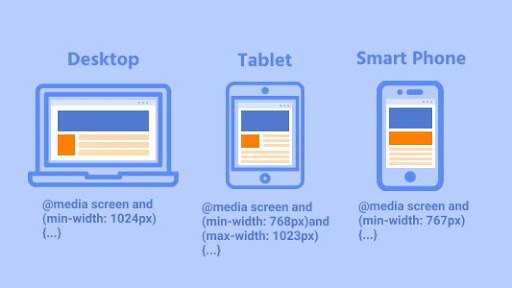 Desktop
@media screen and
(min-width: 1024px)
{...}
Tablet
@media screen and
(min-width: 768px)and
(max-width: 1023px)
{...}
Smart Phone
@media screen and
(min-width: 767px)
{...}